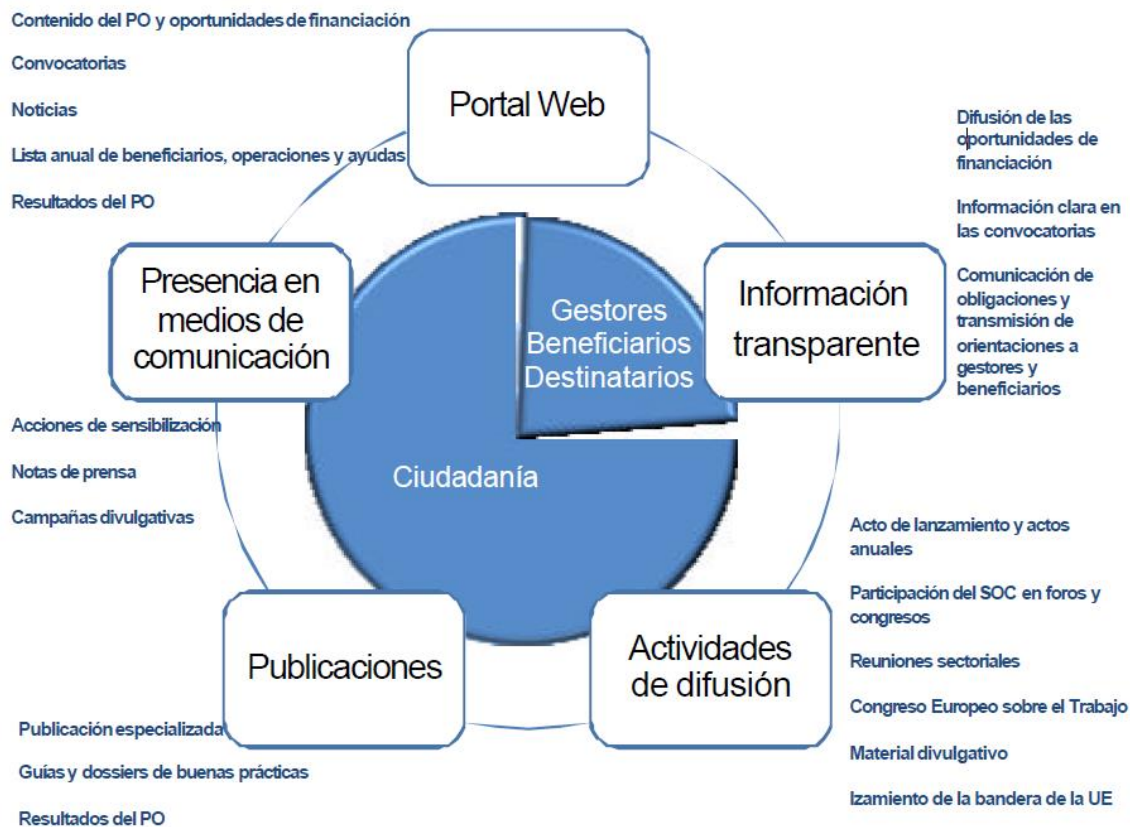 Contenido del PO y oportunidades de financiación
Convocatorias
Noticias
Lista anual de beneficiarios, operaciones y ayudas
Resultados del PO
Portal Web
Difusión de las
oportunidades de
financiación
Información clara en
las convocatorias
Comunicación de
obligaciones y
transmisión de
orientaciones a
gestores y
beneficiarios
Presencia en
medios de
comunicación
Gestores
Beneficiarios
Destinatarios
Información
transparente
Acciones de sensibilización
Notas de prensa
Campañas divulgativas
Ciudadanía
Acto de lanzamiento y actos
anuales
Participación del SOC en foros y
congresos
Reuniones sectoriales
Congreso Europeo sobre el Trabajo
Material divulgativo
Izamiento de la bandera de la UE
Publicaciones
Actividades
de difusión
Publicación especializada
Guías y dossiers de buenas prácticas
Resultados del PO